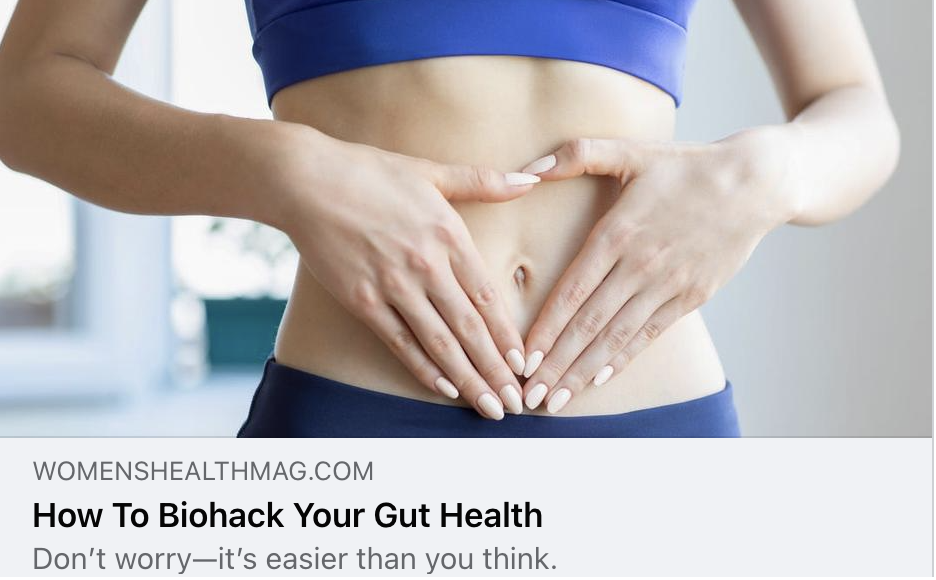 WOMENSHEALTHMAG.COM
How To Biohack Your Gut Health
Don’t worry—it’s easier than you think.